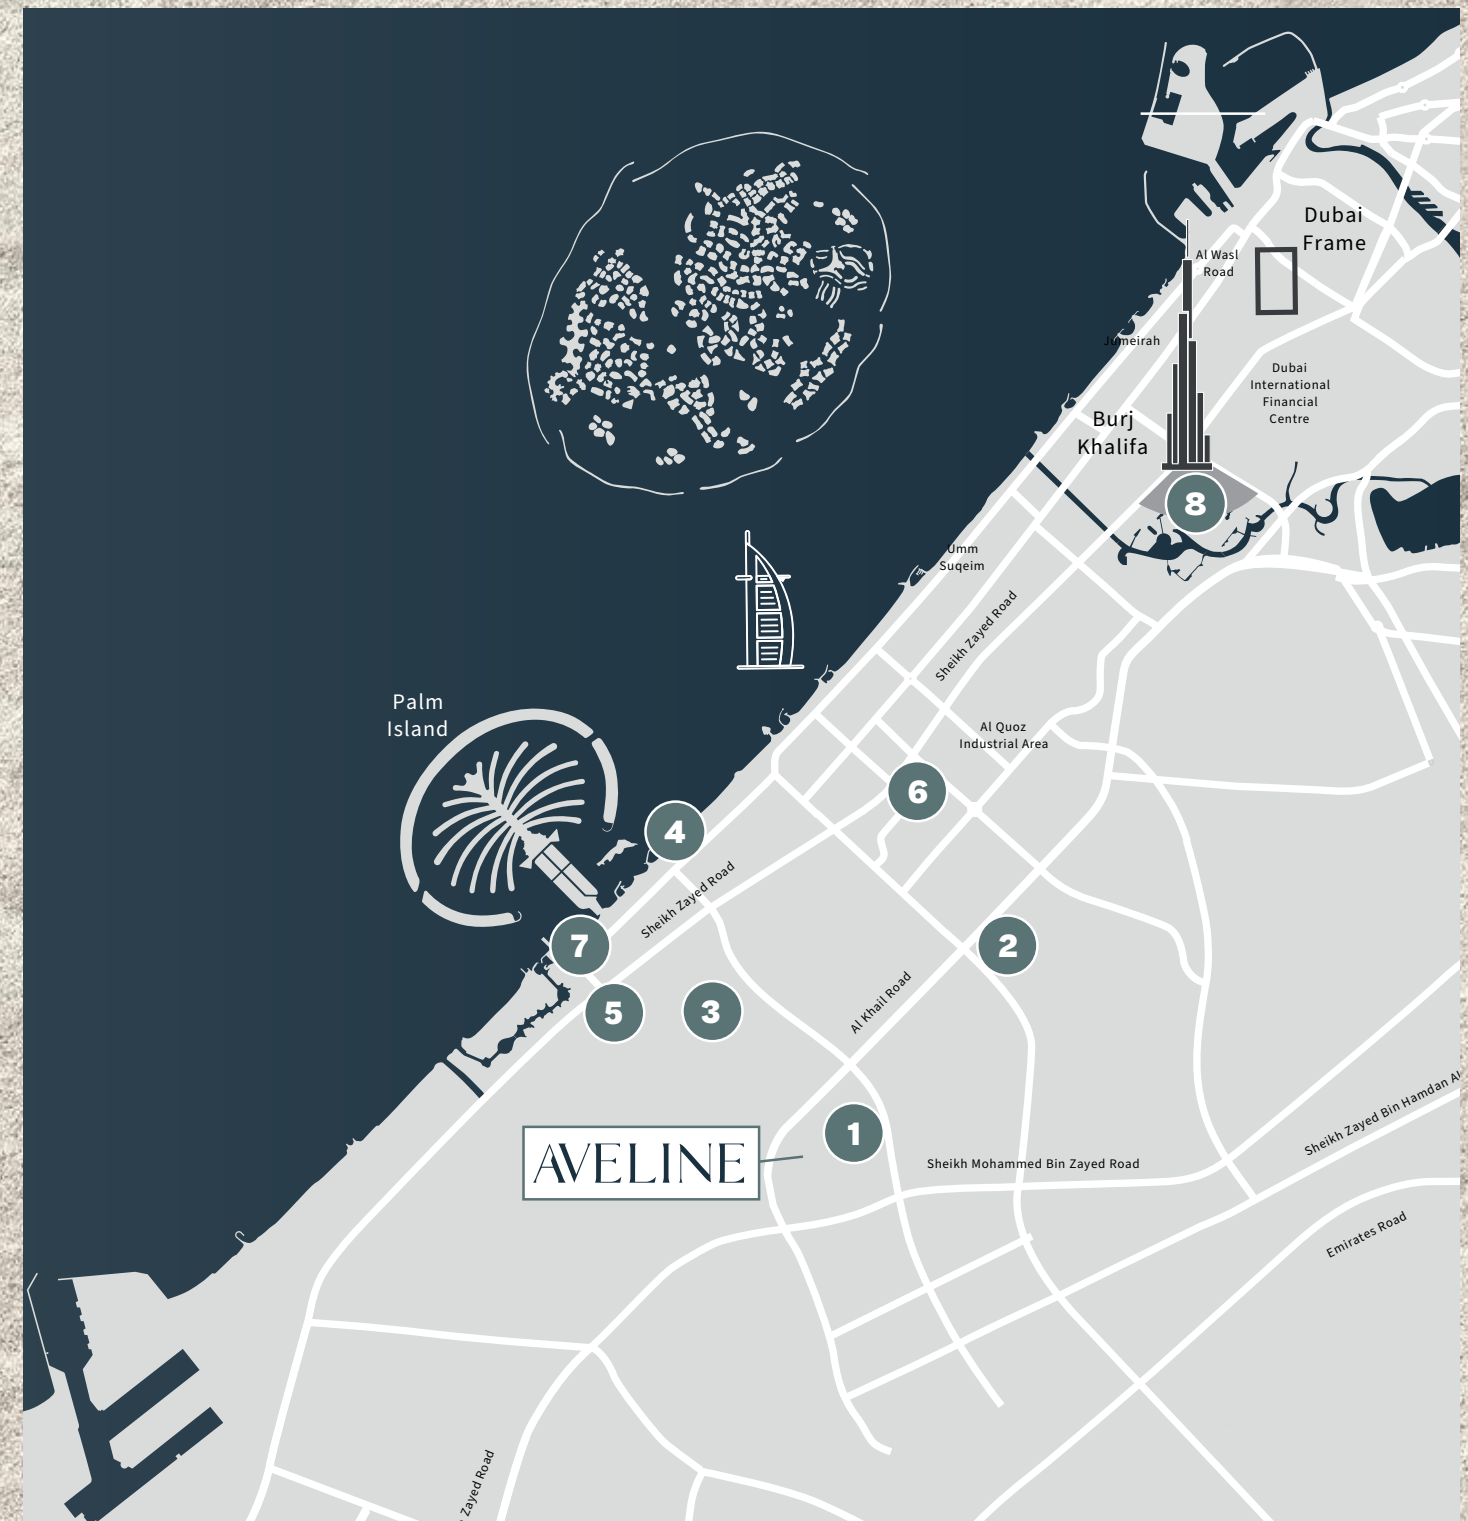 Dubai
Frame
Al Wasl
Road
Jumeirah
Dubai
International
Financial
Centre
Burj
Khalifa
8
Umm
Suqeim
Sheikh Zayed Road
Palm
Island
Al Quoz
Industrial Area
6
4
Sheikh Zayed Road
7
2
5
3
Al Khail Road
1
AVELINE
Sheikh Mohammed Bin Zayed Road
Sheikh Zayed Bin Hamdan Al
Emirates Road
Zayed Road